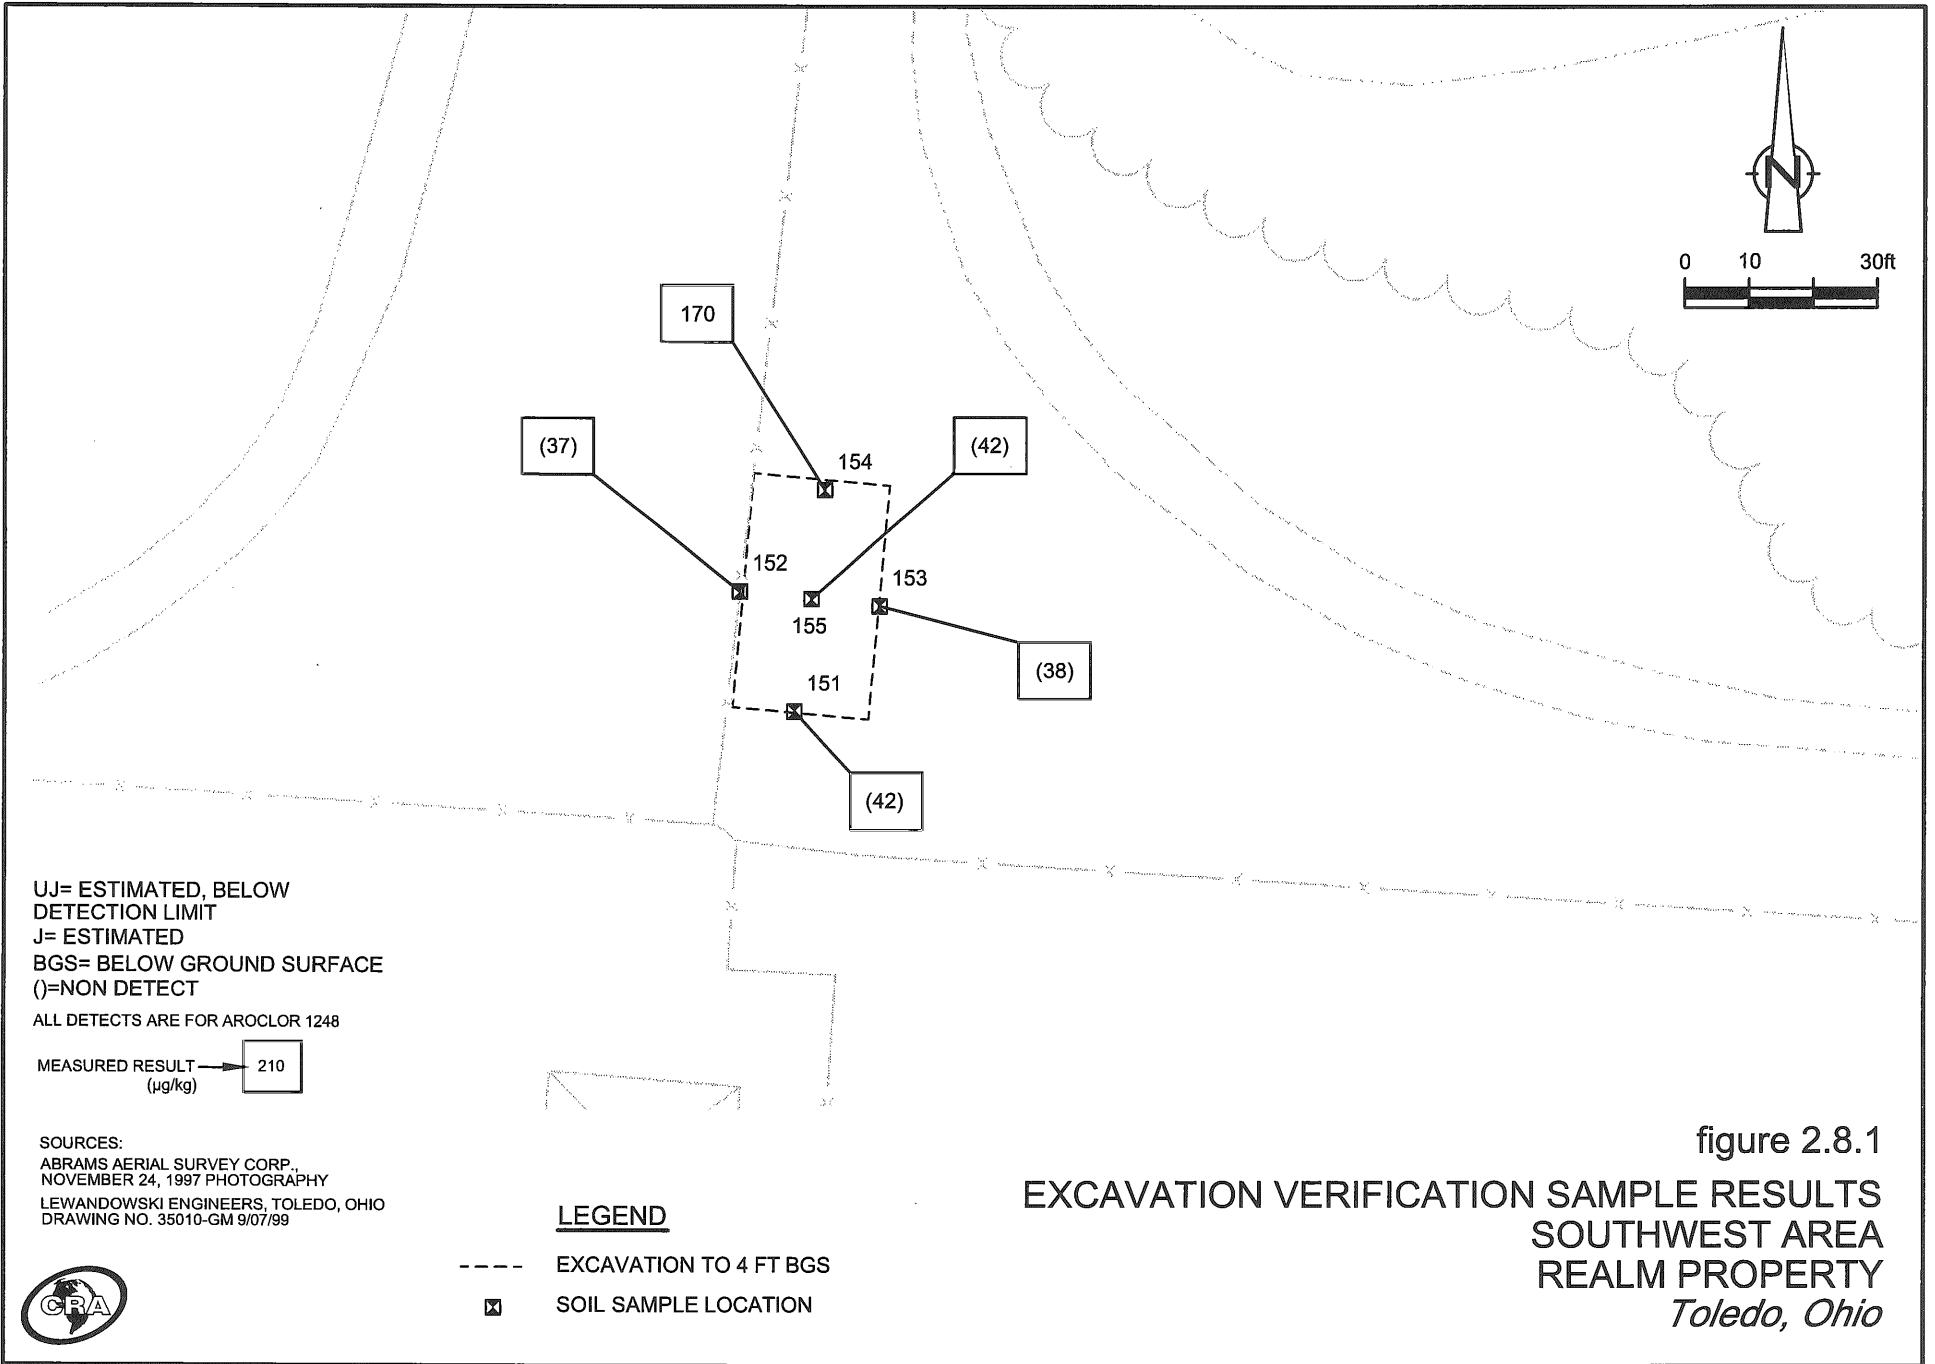 N
0 10 30ft
170
(37)
(42)
154
152
153
155
(38)
151
(42)
UJ= ESTIMATED, BELOW
DETECTION LIMIT
J= ESTIMATED
BGS= BELOW GROUND SURFACE
()=NON DETECT
ALL DETECTS ARE FOR AROCLOR 1248
MEASURED RESULT
(µg/kg)
210
SOURCES:
ABRAMS AERIAL SURVEY CORP.,
NOVEMBER 24, 1997 PHOTOGRAPHY
LEWANDOWSKI ENGINEERS, TOLEDO, OHIO
DRAWING NO. 35010-GM 9/07/99
CRA
LEGEND
EXCAVATION TO 4 FT BGS
SOIL SAMPLE LOCATION
figure 2.8.1
EXCAVATION VERIFICATION SAMPLE RESULTS
SOUTHWEST AREA
REALM PROPERTY
Toledo, Ohio